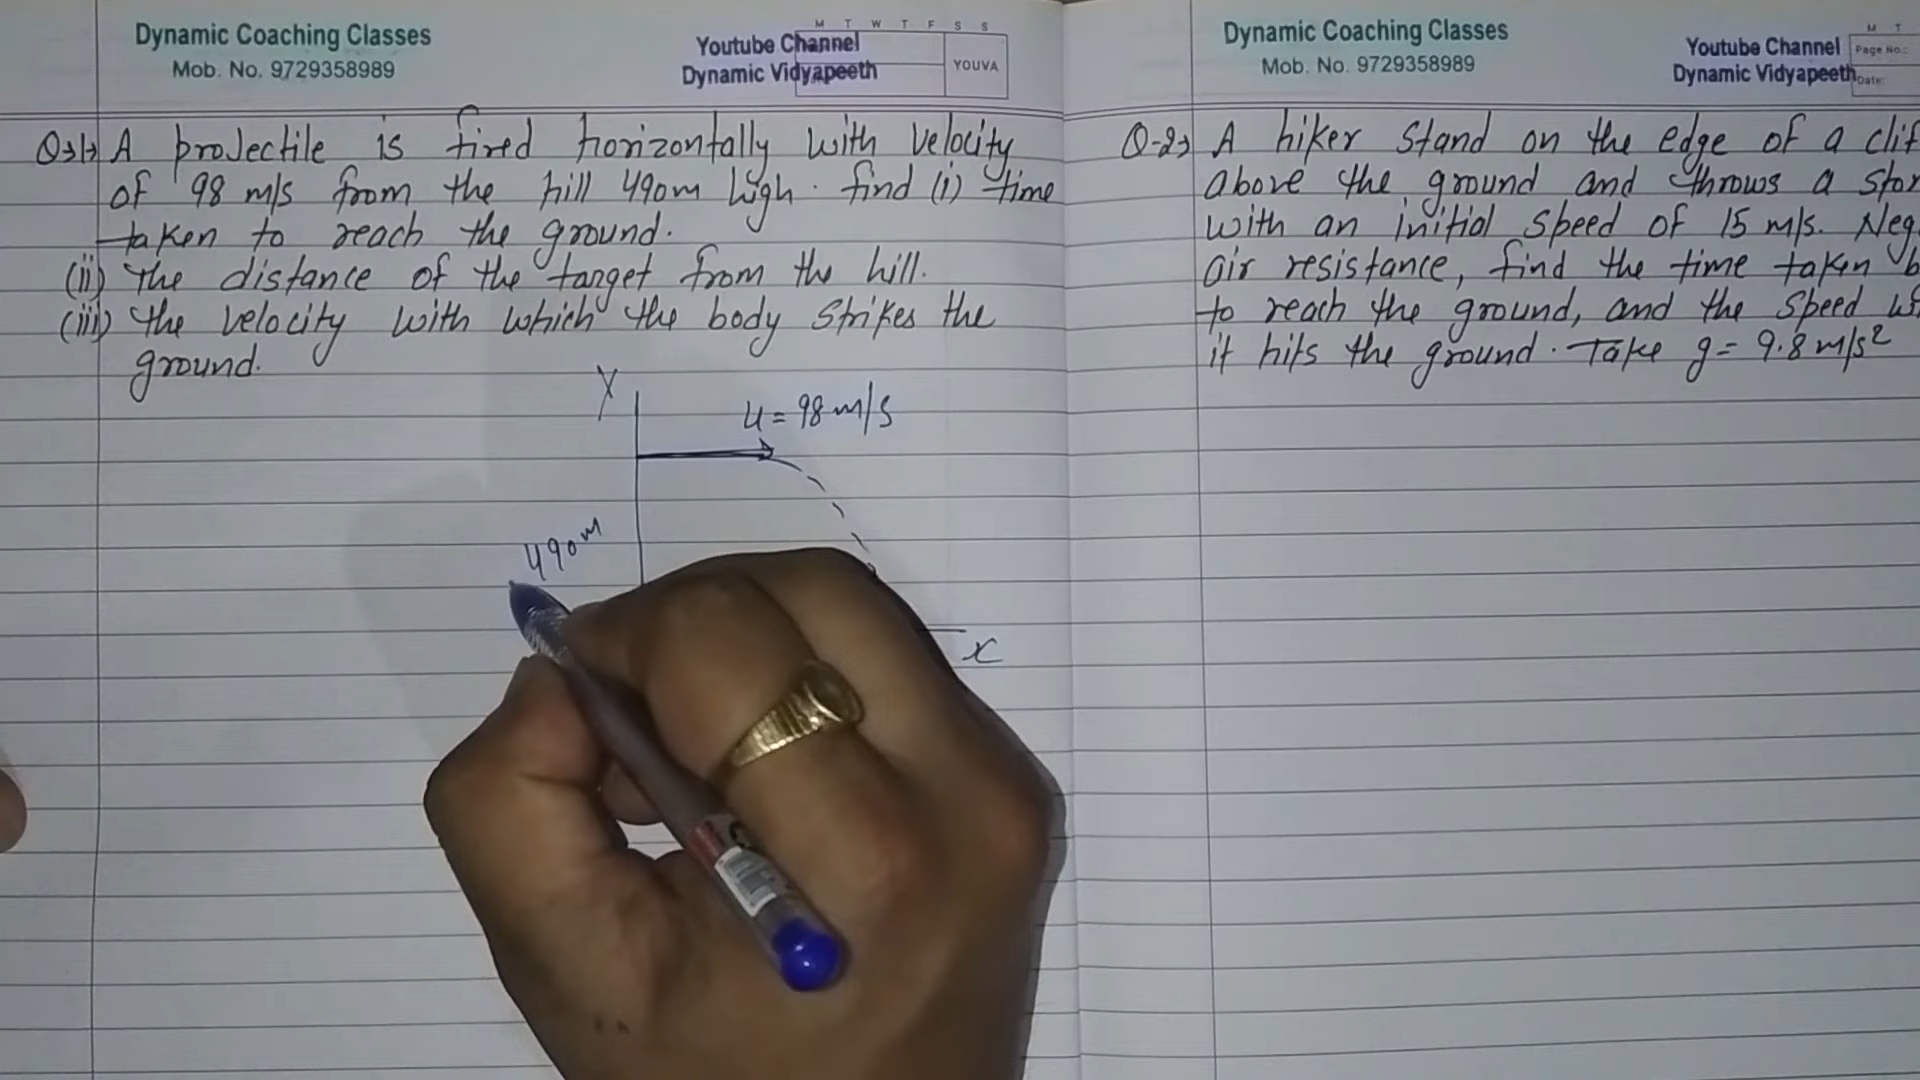 Dynamic Coaching Classes
Mob. No. 9729358989
Youtube Channel
Dynamic Vidyapeeth
M T W T F S S
YOUVA
Q.1→ A projectile is fired horizontally with velocity
of 98 m/s from the hill 490m high. find (i) time
taken to reach the ground.
(ii) The distance of the target from the hill.
(iii) the velocity with which the body strikes the
ground.
Y
u = 98 m/s
490m
x
Dynamic Coaching Classes
Mob. No. 9729358989
Youtube Channel
Dynamic Vidyapeeth
M T
Page No.:
Date:
Q-2→ A hiker stand on the edge of a
above the ground and throws a
with an initial speed of 15 m/s.
air resistance, find the time taken
to reach the ground, and the speed
it hits the ground. Take g = 9.8 m/s²